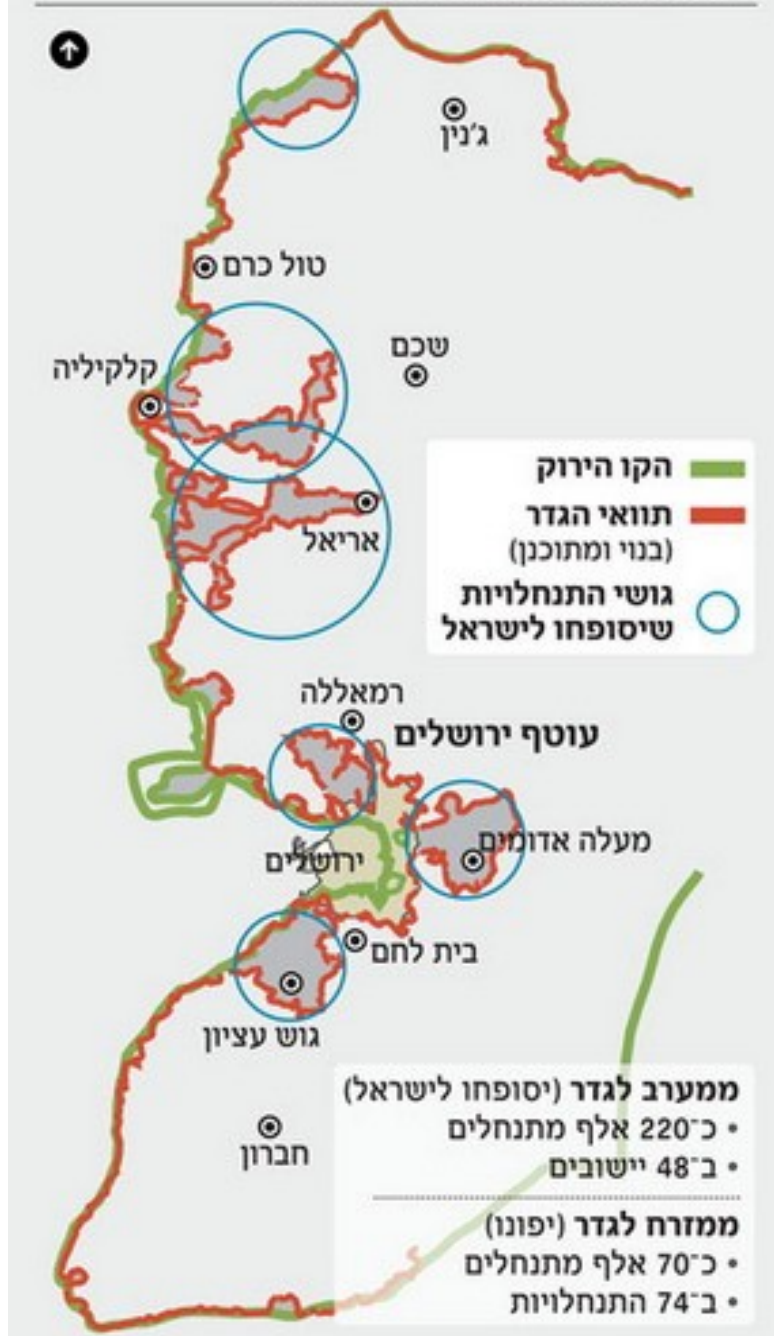 ג'נין
טול כרם
שכם
קלקיליה
הקו הירוק
תוואי הגדר
(בנוי ומתוכנן)
גושי התנחלויות
שיסופחו לישראל
אריאל
רמאללה
עוטף ירושלים
מעלה אדומים
ירושלים
בית לחם
גוש עציון
חברון
ממערב לגדר (יסופחו לישראל)
• כ־220 אלף מתנחלים
• ב־48 יישובים
ממזרח לגדר (יפונו)
• כ־70 אלף מתנחלים
• ב־74 התנחלויות